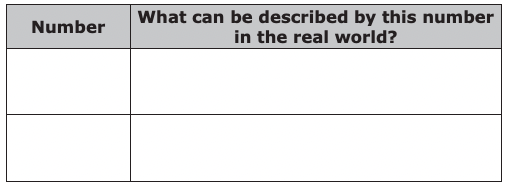 Number
What can be described by this number
in the real world?